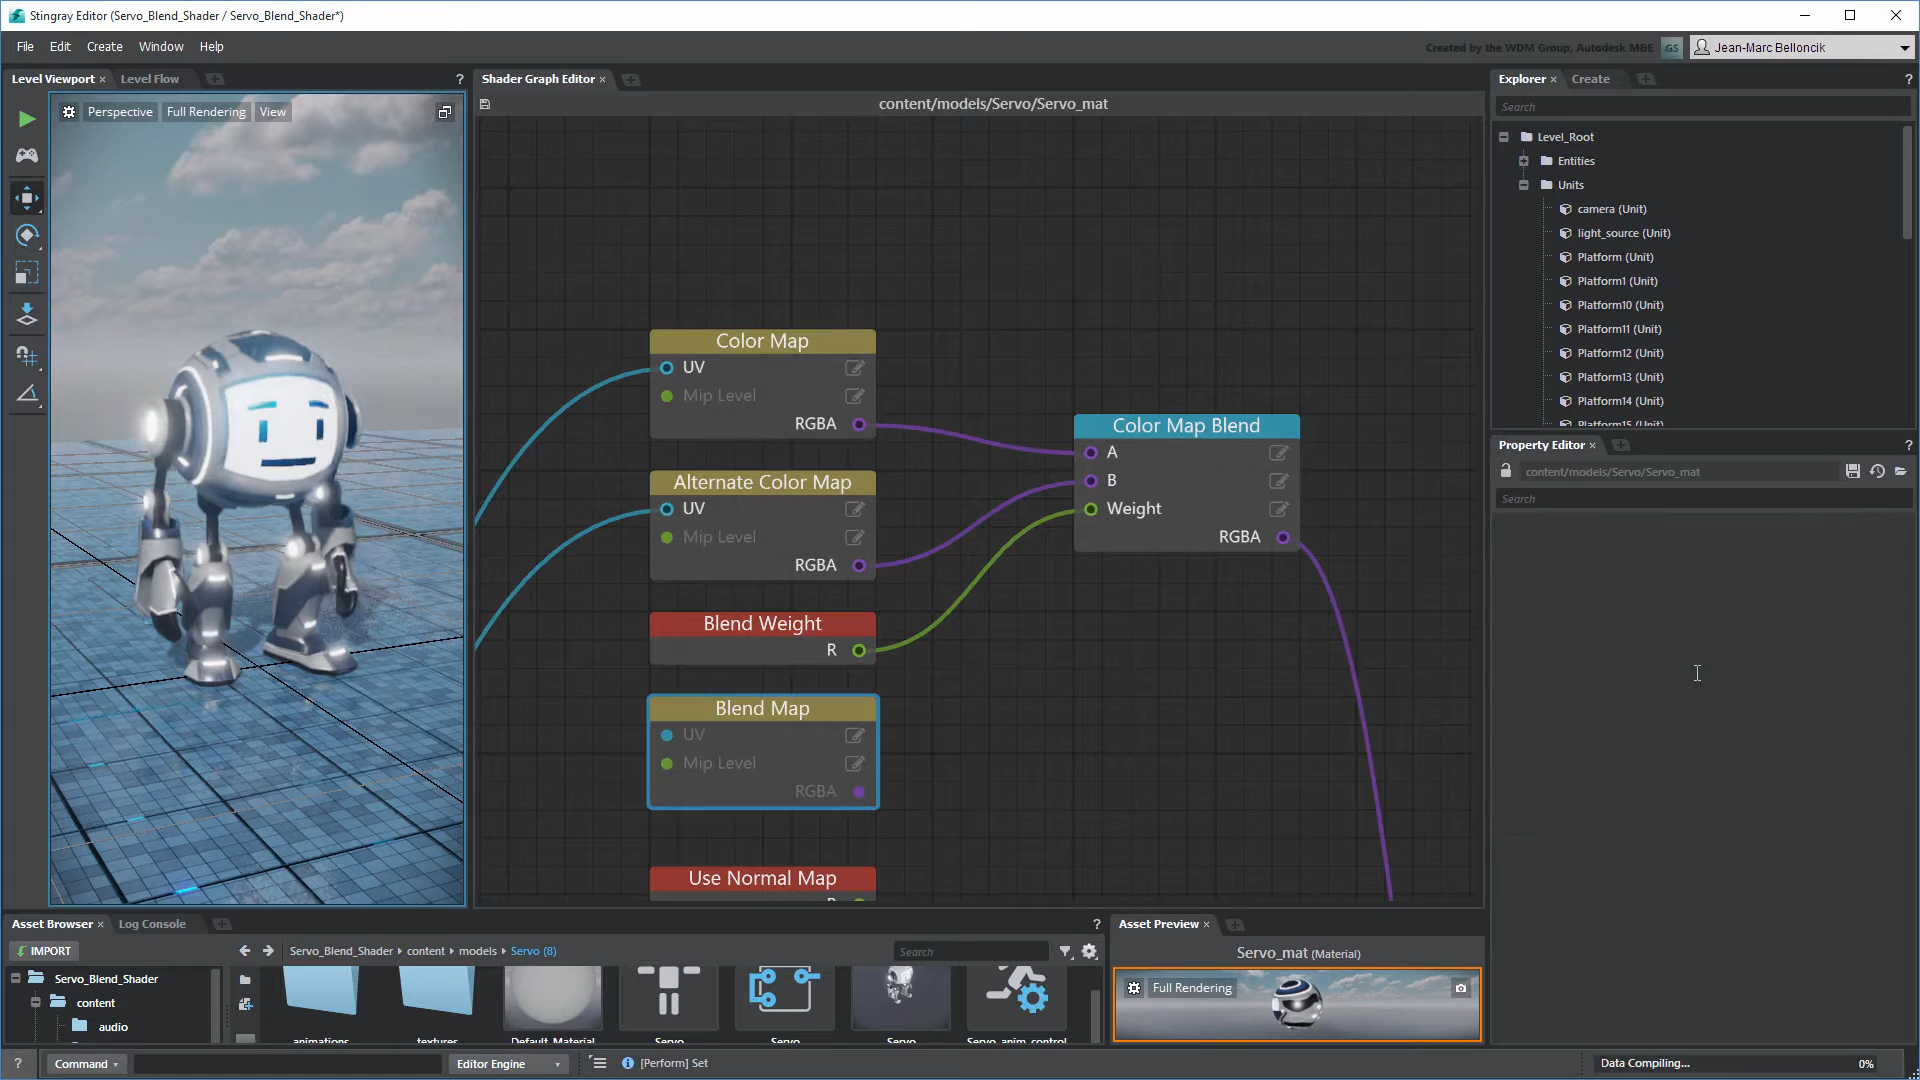 Stingray Editor (Servo_Blend_Shader / Servo_Blend_Shader*)
File Edit Create Window Help
Created by the WDM Group, Autodesk M&E
GS
Jean-Marc Belloncik
Level Viewport ×
Level Flow
?
Perspective
Full Rendering
View
Shader Graph Editor ×
content/models/Servo/Servo_mat
Color Map
UV
Mip Level
RGBA
Alternate Color Map
UV
Mip Level
RGBA
Blend Weight
R
Blend Map
UV
Mip Level
RGBA
Use Normal Map
Color Map Blend
A
B
Weight
RGBA
Explorer ×
Create
?
Search
Level_Root
Entities
Units
camera (Unit)
light_source (Unit)
Platform (Unit)
Platform1 (Unit)
Platform10 (Unit)
Platform11 (Unit)
Platform12 (Unit)
Platform13 (Unit)
Platform14 (Unit)
Platform15 (Unit)
Property Editor ×
?
content/models/Servo/Servo_mat
Search
Asset Browser ×
Log Console
?
IMPORT
Servo_Blend_Shader
content
models
Servo (8)
Search
Servo_Blend_Shader
content
audio
animations
textures
Default_Material
Servo
Servo
Servo
Servo_anim_control
Asset Preview ×
Servo_mat (Material)
Full Rendering
?
Command
Editor Engine
[Perform] Set
Data Compiling...
0%